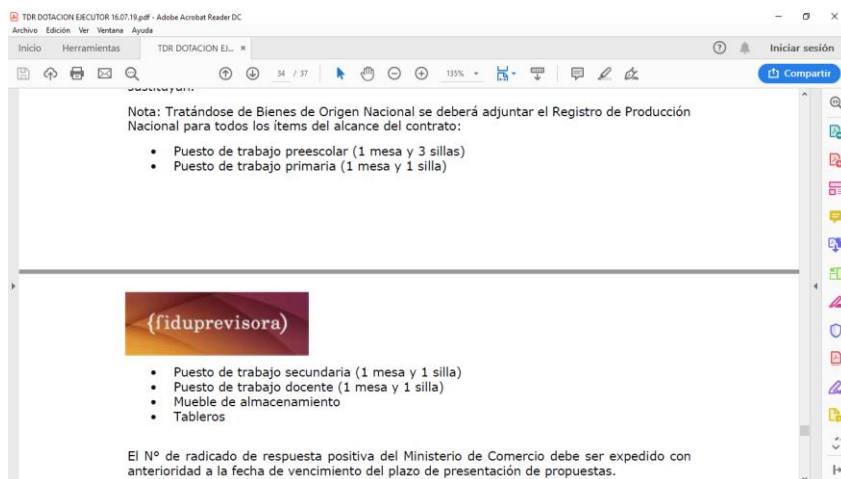 TDR DOTACION EJECUTOR 16.07.19.pdf - Adobe Acrobat Reader DC
Archivo Edición Ver Ventana Ayuda
Inicio Herramientas TDR DOTACION EJ... × Iniciar sesión
34 / 37 135% Compartir
sustituyan.
Nota: Tratándose de Bienes de Origen Nacional se deberá adjuntar el Registro de Producción
Nacional para todos los ítems del alcance del contrato:
• Puesto de trabajo preescolar (1 mesa y 3 sillas)
• Puesto de trabajo primaria (1 mesa y 1 silla)
{fiduprevisora)
• Puesto de trabajo secundaria (1 mesa y 1 silla)
• Puesto de trabajo docente (1 mesa y 1 silla)
• Mueble de almacenamiento
• Tableros
El N° de radicado de respuesta positiva del Ministerio de Comercio debe ser expedido con
anterioridad a la fecha de vencimiento del plazo de presentación de propuestas.